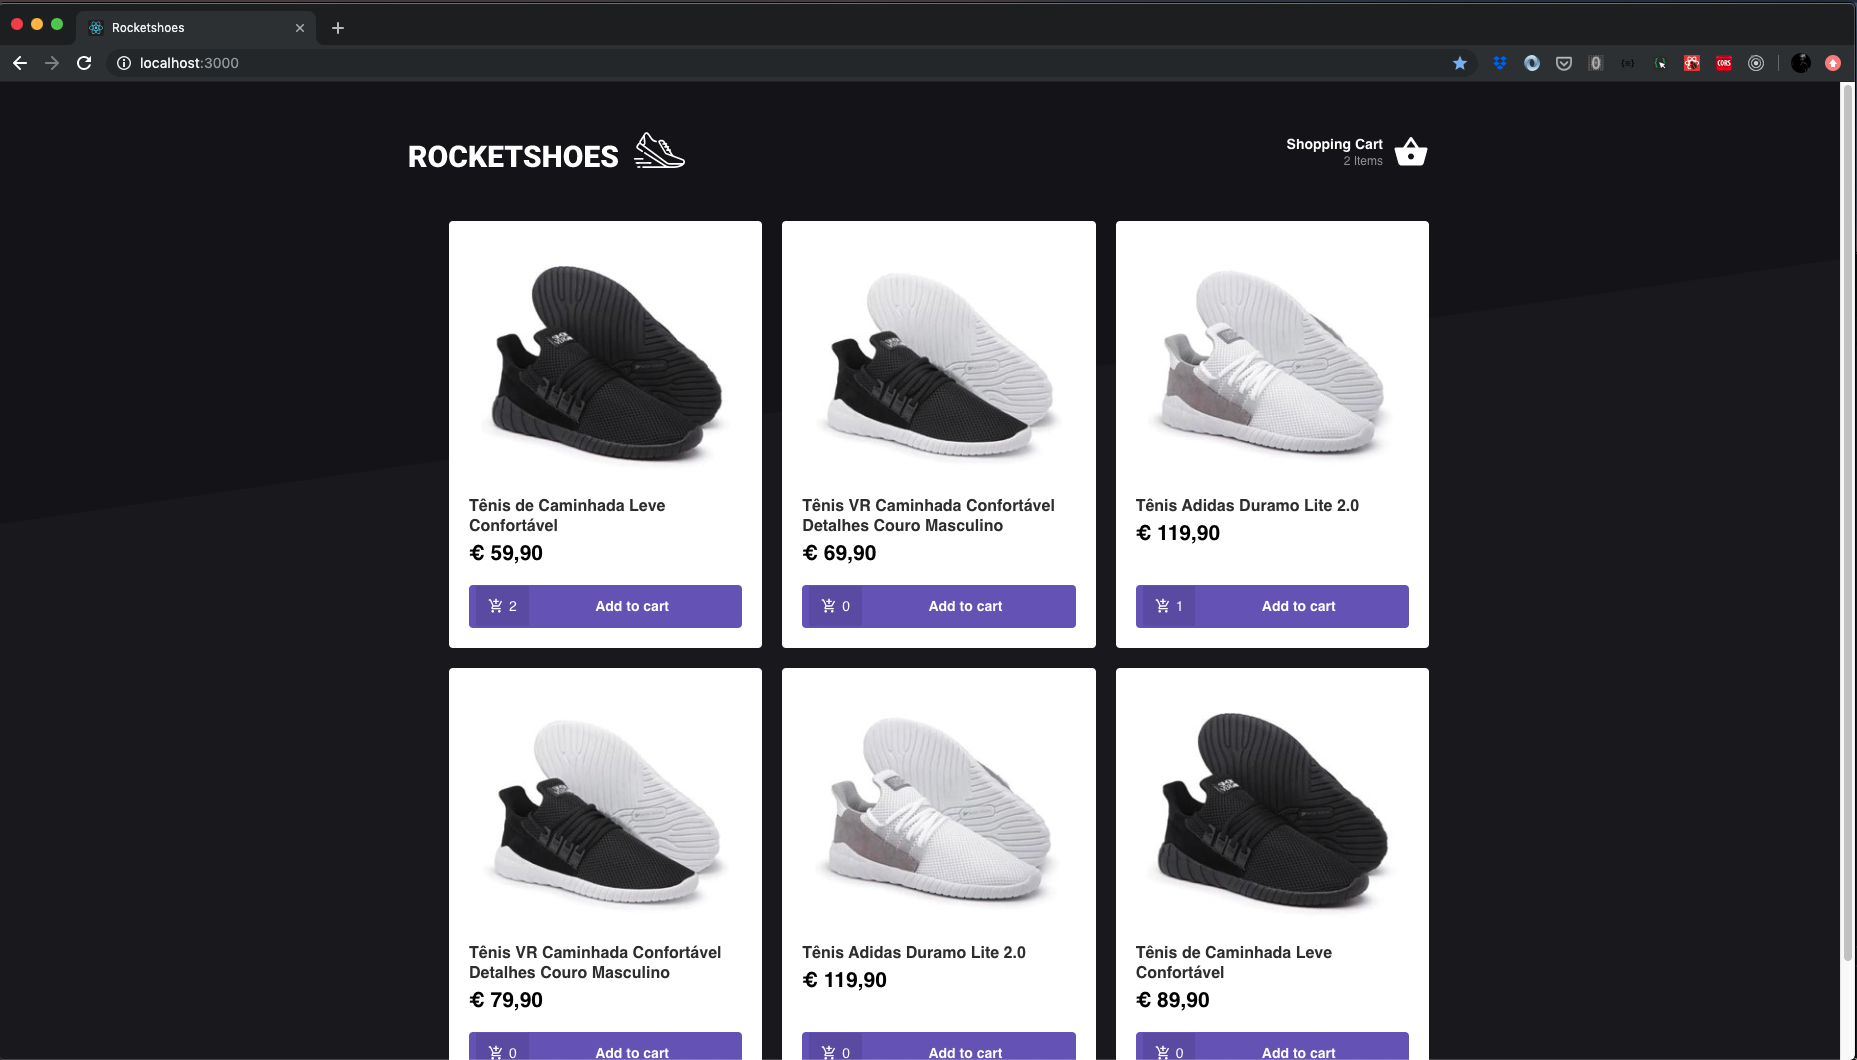 Rocketshoes
localhost:3000
CORS
ROCKETSHOES
Shopping Cart
2 Items
Tênis de Caminhada Leve
Confortável
€ 59,90
2 Add to cart
Tênis VR Caminhada Confortável
Detalhes Couro Masculino
€ 69,90
0 Add to cart
Tênis Adidas Duramo Lite 2.0
€ 119,90
1 Add to cart
Tênis VR Caminhada Confortável
Detalhes Couro Masculino
€ 79,90
0 Add to cart
Tênis Adidas Duramo Lite 2.0
€ 119,90
0 Add to cart
Tênis de Caminhada Leve
Confortável
€ 89,90
0 Add to cart